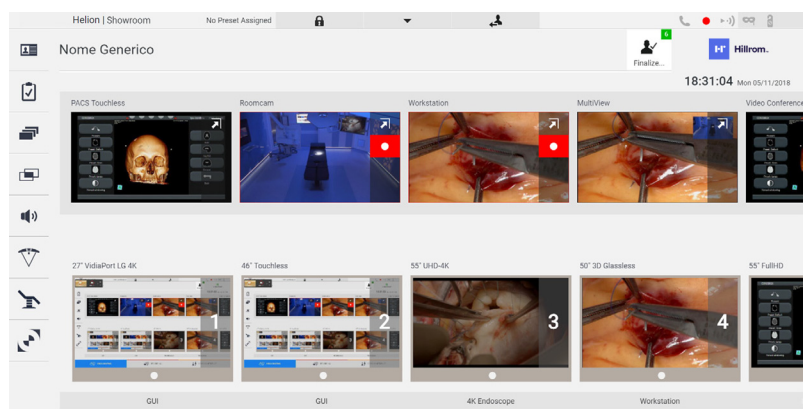 Helion | Showroom No Preset Assigned
Nome Generico
6
Finalize...
H+r Hillrom.
18:31:04 Mon 05/11/2018
PACS Touchless Roomcam Workstation MultiView Video Conference
27" VidiaPort LG 4K 46" Touchless 55" UHD-4K 50" 3D Glassless 55" FullHD
1 2 3 4
GUI GUI 4K Endoscope Workstation